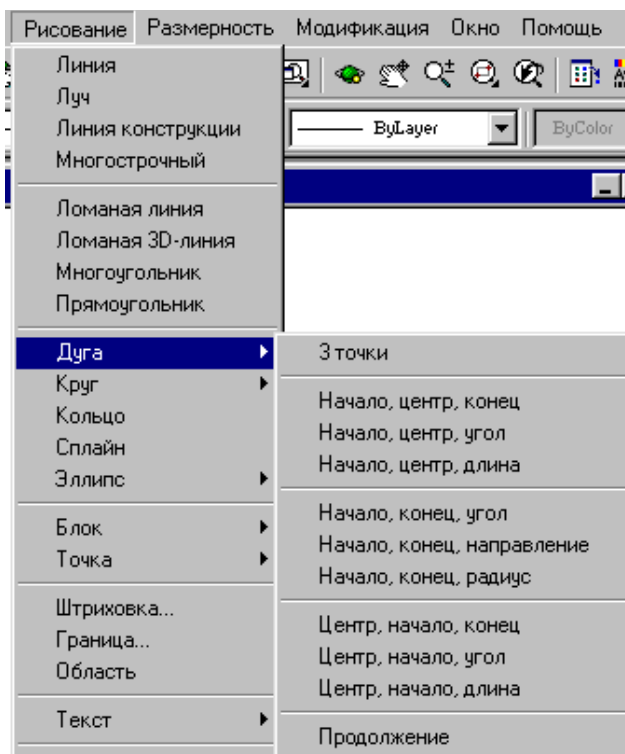 Рисование Размерность Модификация Окно Помощь
ByLayer ByColor
Линия
Луч
Линия конструкции
Многострочный
Ломаная линия
Ломаная 3D-линия
Многоугольник
Прямоугольник
Дуга
Круг
Кольцо
Сплайн
Эллипс
Блок
Точка
Штриховка...
Граница...
Область
Текст
3 точки
Начало, центр, конец
Начало, центр, угол
Начало, центр, длина
Начало, конец, угол
Начало, конец, направление
Начало, конец, радиус
Центр, начало, конец
Центр, начало, угол
Центр, начало, длина
Продолжение